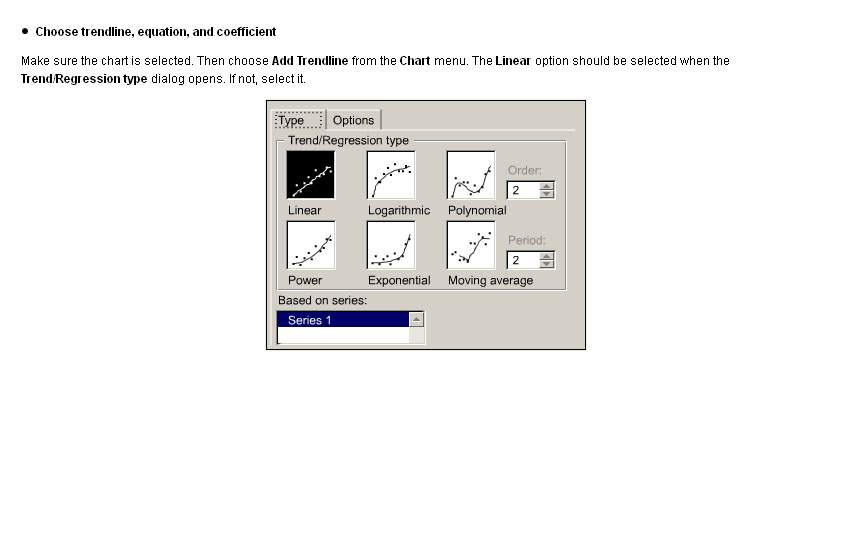 • Choose trendline, equation, and coefficient
Make sure the chart is selected. Then choose Add Trendline from the Chart menu. The Linear option should be selected when the
Trend/Regression type dialog opens. If not, select it.
Type Options
Trend/Regression type
Order:
2
Linear Logarithmic Polynomial
Period:
2
Power Exponential Moving average
Based on series:
Series 1